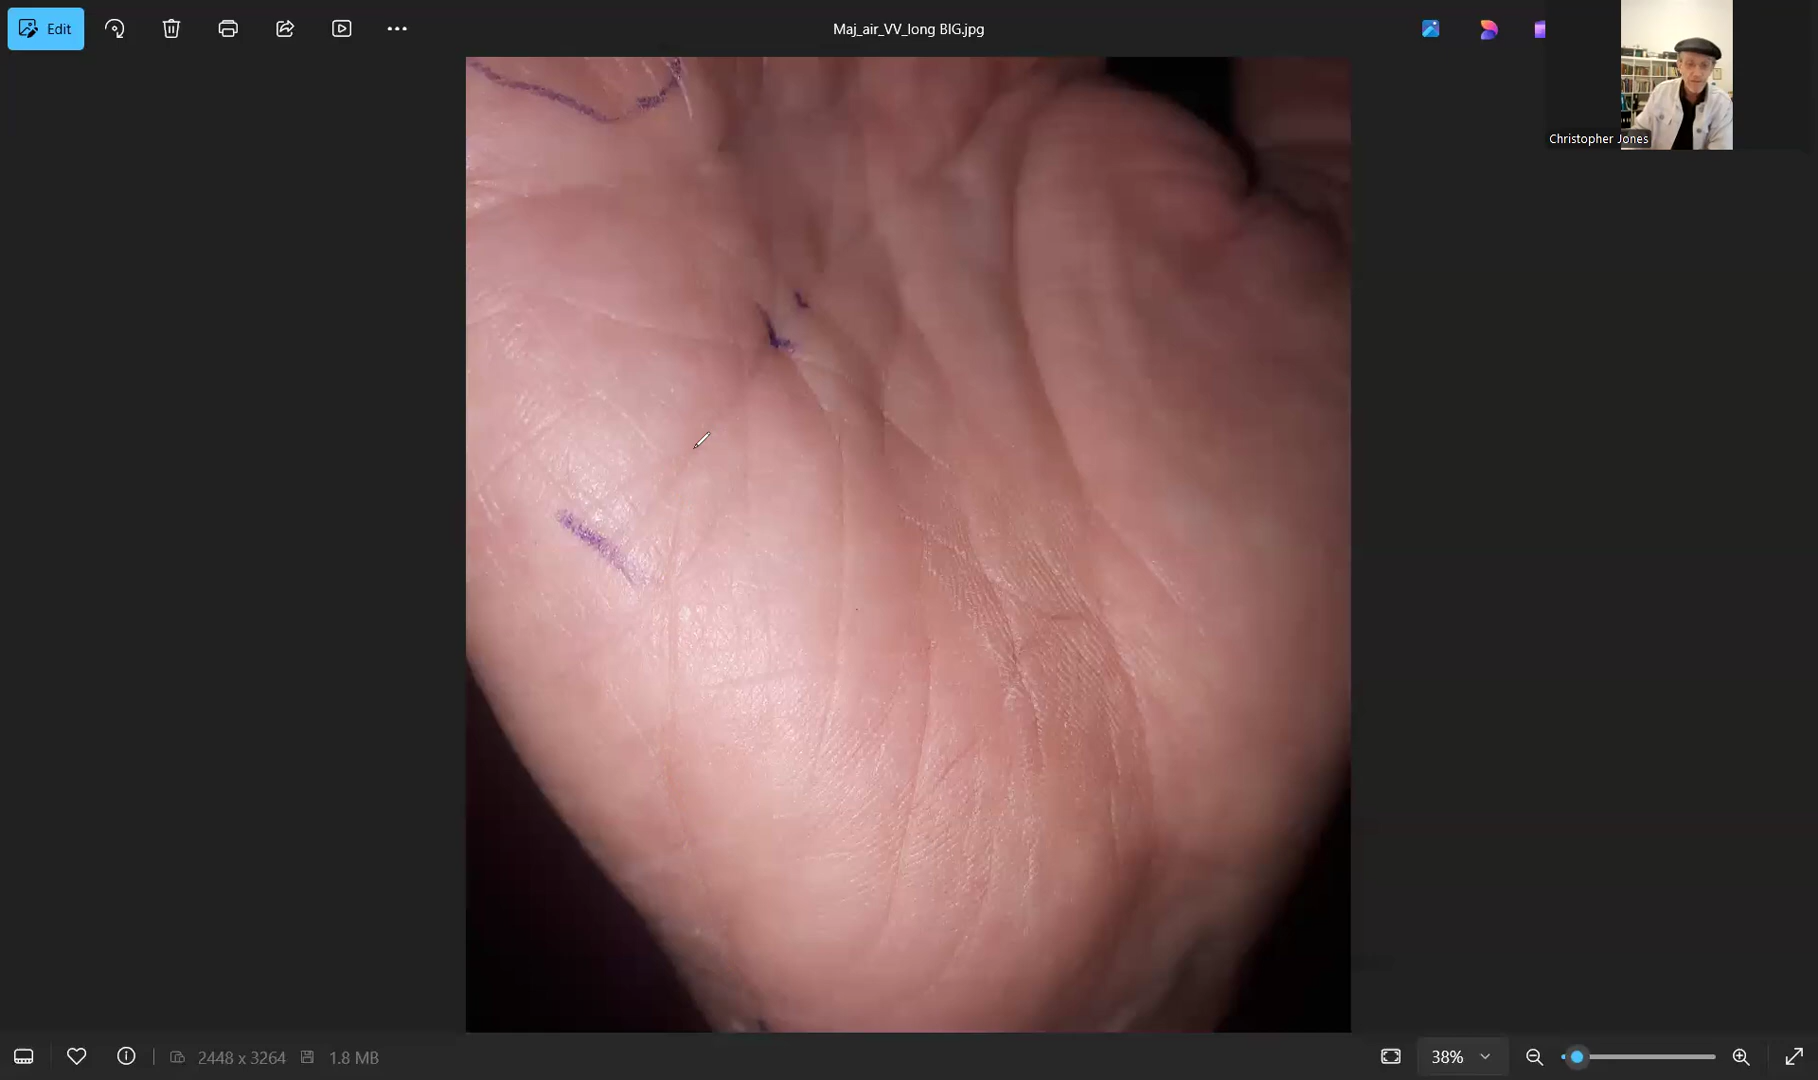 Edit
Maj_air_VV_long BIG.jpg
Christopher Jones
2448 x 3264
1.8 MB
38%